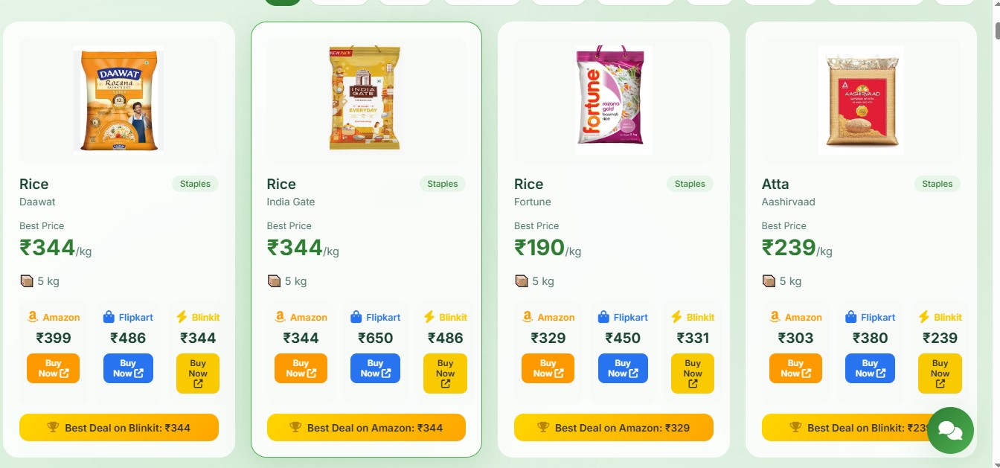 DAAWAT
Rozana
BASMATI RICE
Rice
Staples
Daawat
Best Price
₹344/kg
5 kg
Amazon
₹399
Buy
Now
Flipkart
₹486
Buy
Now
Blinkit
₹344
Buy
Now
Best Deal on Blinkit: ₹344
NEW PACK
INDIA
GATE
EVERYDAY
Rice
Staples
India Gate
Best Price
₹344/kg
5 kg
Amazon
₹344
Buy
Now
Flipkart
₹650
Buy
Now
Blinkit
₹486
Buy
Now
Best Deal on Amazon: ₹344
fortune
rozana
gold
basmati
rice
Rice
Staples
Fortune
Best Price
₹190/kg
5 kg
Amazon
₹329
Buy
Now
Flipkart
₹450
Buy
Now
Blinkit
₹331
Buy
Now
Best Deal on Amazon: ₹329
AASHIRVAAD
Atta
Staples
Aashirvaad
Best Price
₹239/kg
5 kg
Amazon
₹303
Buy
Now
Flipkart
₹380
Buy
Now
Blinkit
₹239
Buy
Now
Best Deal on Blinkit: ₹23